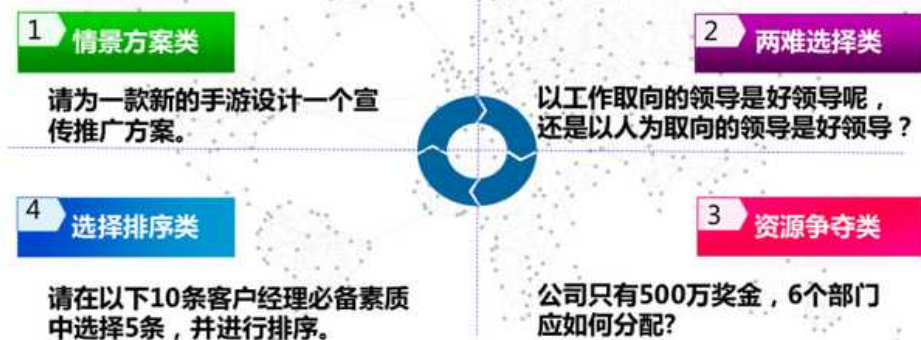 1
情景方案类
请为一款新的手游设计一个宣
传推广方案。
2
两难选择类
以工作取向的领导是好领导呢，
还是以人为取向的领导是好领导？
4
选择排序类
请在以下10条客户经理必备素质
中选择5条，并进行排序。
3
资源争夺类
公司只有500万奖金，6个部门
应如何分配?